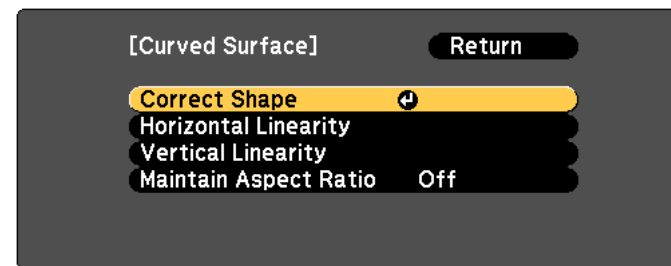 [Curved Surface] Return
Correct Shape
Horizontal Linearity
Vertical Linearity
Maintain Aspect Ratio Off